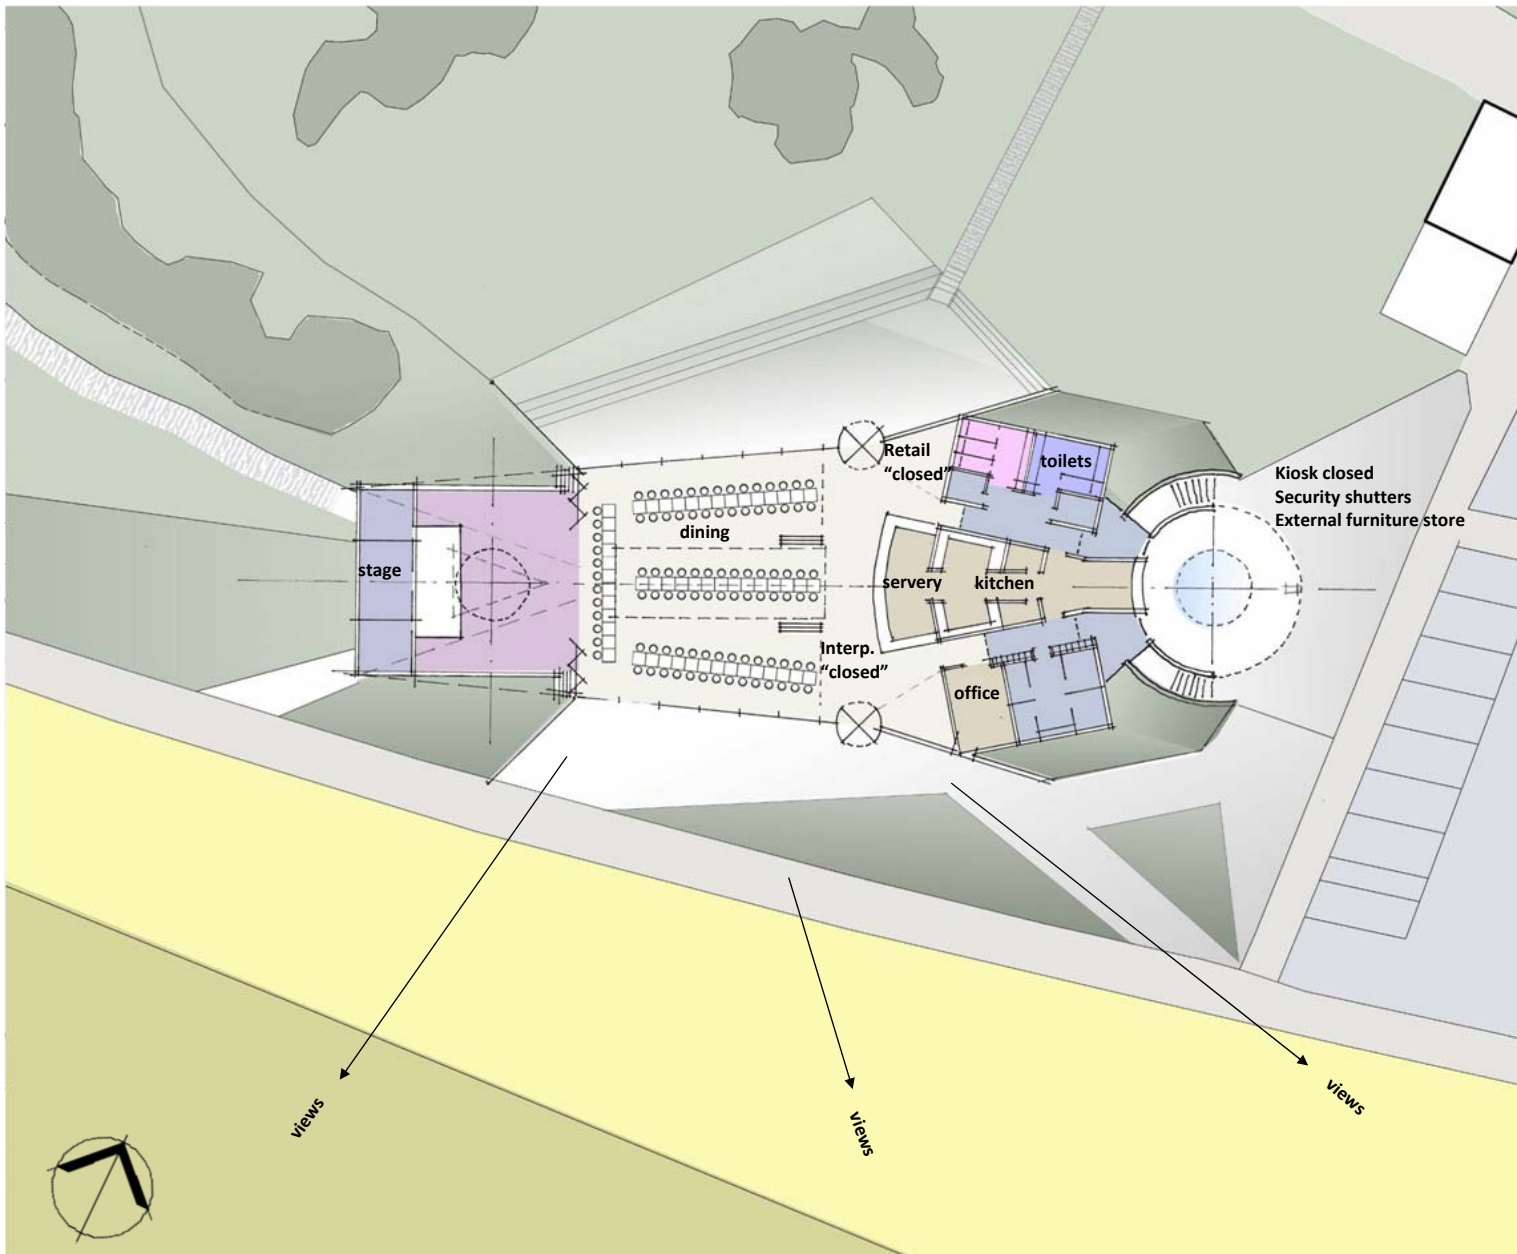 Retail
“closed”
toilets
Kiosk closed
Security shutters
External furniture store
dining
stage
servery
kitchen
Interp.
“closed”
office
views
views
views